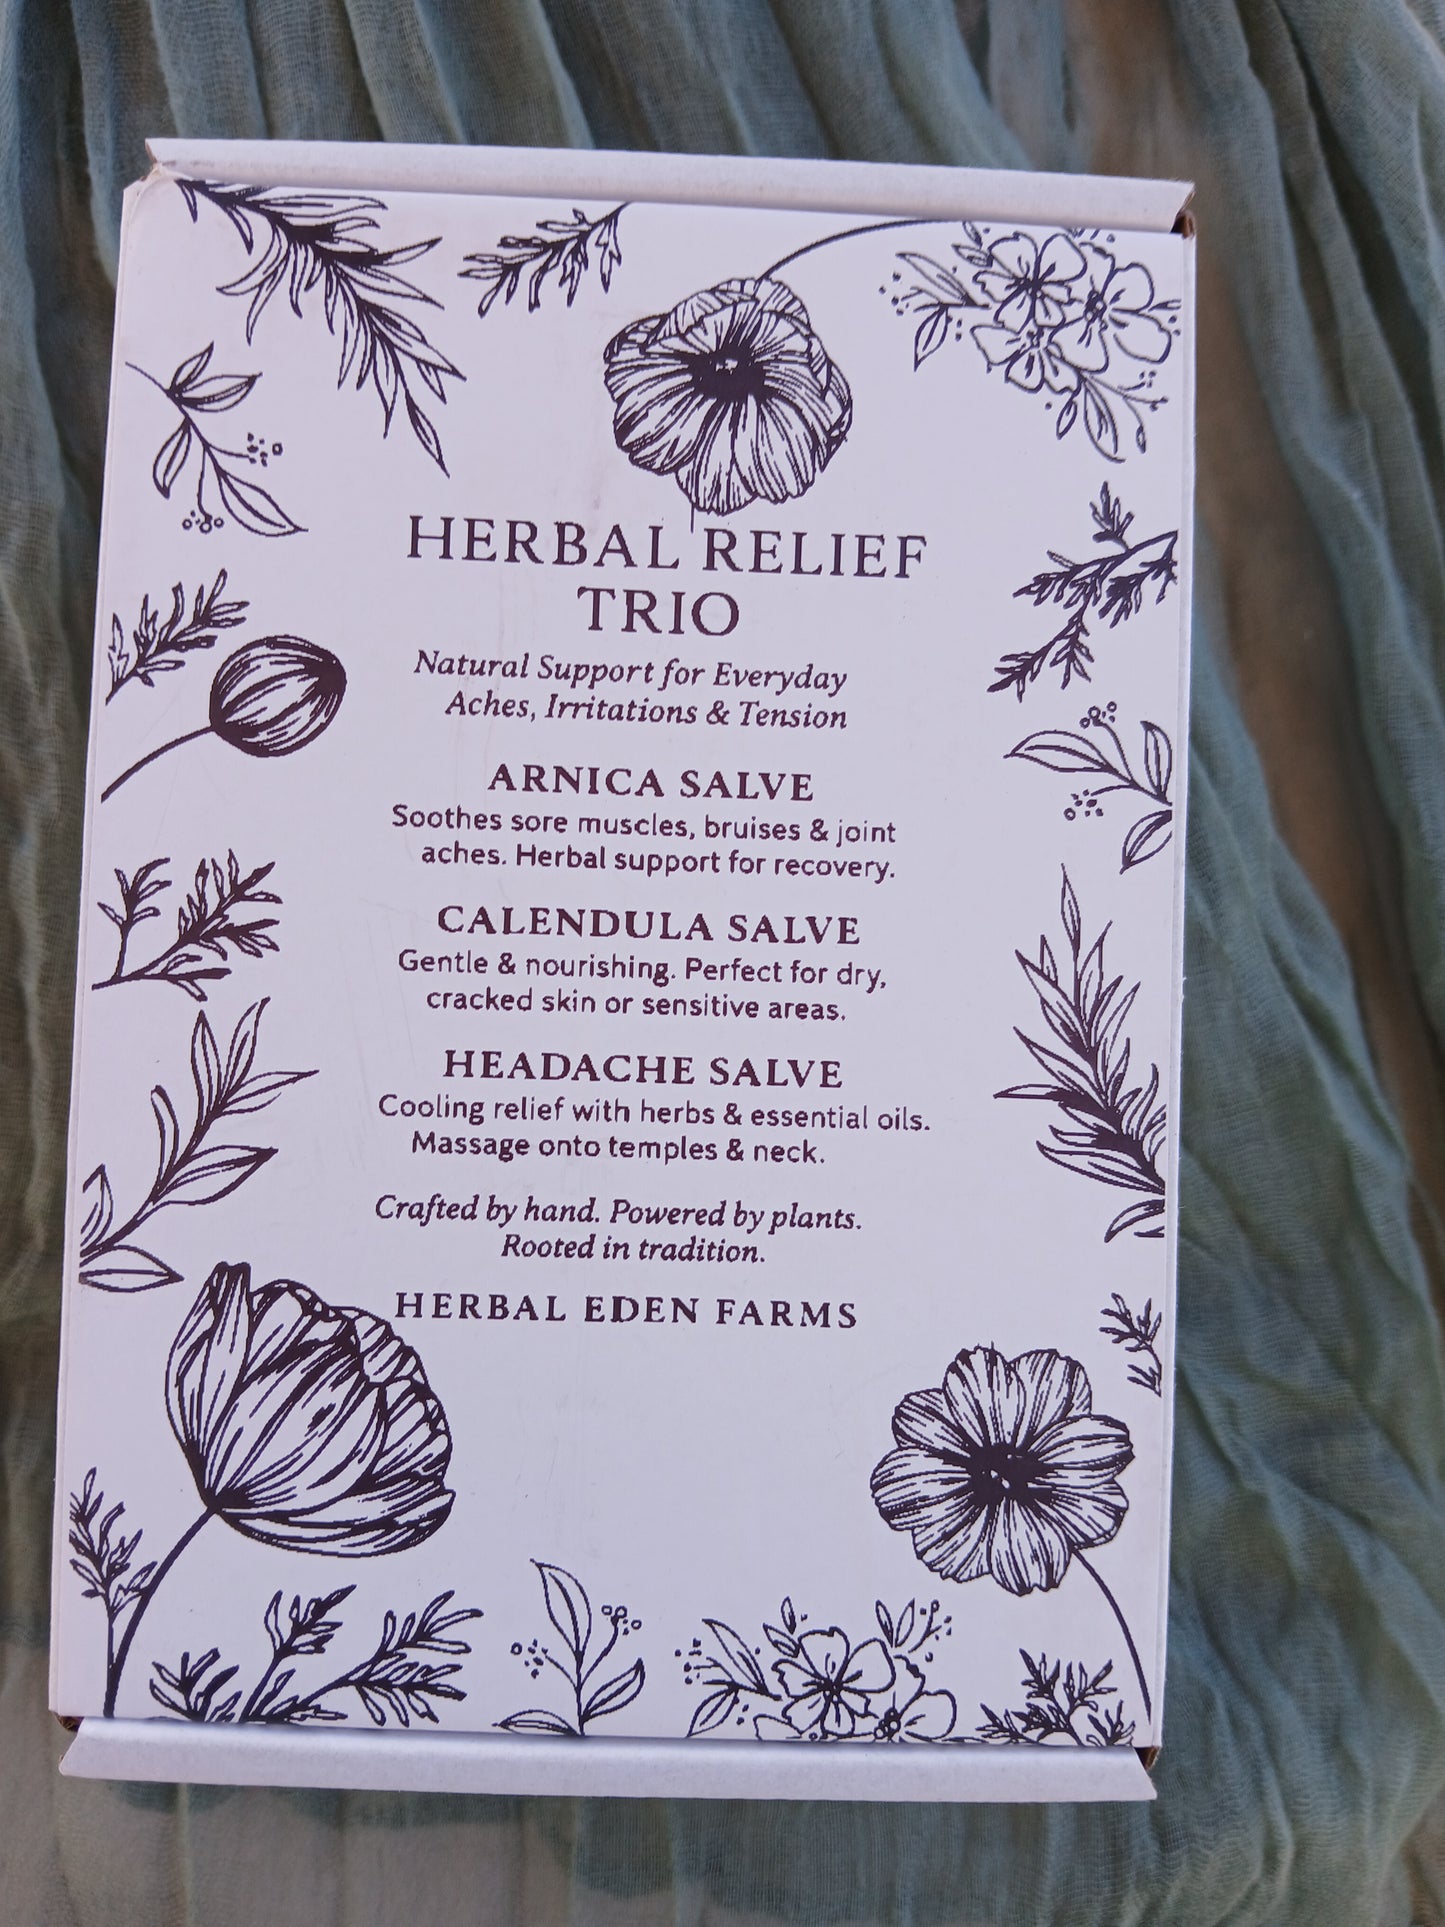 HERBAL RELIEF
TRIO
Natural Support for Everyday
Aches, Irritations & Tension
ARNICA SALVE
Soothes sore muscles, bruises & joint
aches. Herbal support for recovery.
CALENDULA SALVE
Gentle & nourishing. Perfect for dry,
cracked skin or sensitive areas.
HEADACHE SALVE
Cooling relief with herbs & essential oils.
Massage onto temples & neck.
Crafted by hand. Powered by plants.
Rooted in tradition.
HERBAL EDEN FARMS